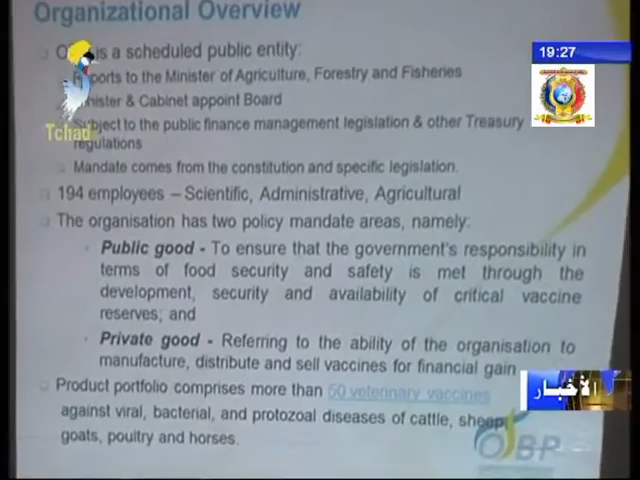 Organizational Overview
19:27
is a scheduled public entity:
to the Minister of Agriculture, Forestry and Fisheries
& Cabinet appoint Board
Tchad
to the public finance management legislation & other Treasury
regulations
Mandate comes from the constitution and specific legislation.
194 employees – Scientific, Administrative, Agricultural
The organisation has two policy mandate areas, namely:
Public good - To ensure that the government's responsibility in
terms of food security and safety is met through the
development, security and availability of critical vaccine
reserves; and
Private good - Referring to the ability of the organisation to
manufacture, distribute and sell vaccines for financial gain
الأخبار
Product portfolio comprises more than 50 veterinary vaccines
against viral, bacterial, and protozoal diseases of cattle, sheep,
goats, poultry and horses.
OBP